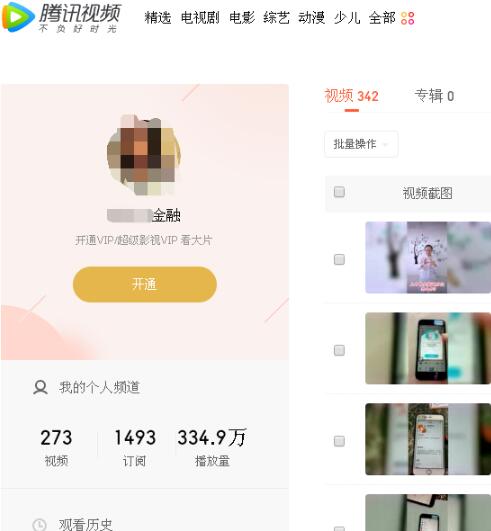 腾讯视频
不负好时光
精选 电视剧 电影 综艺 动漫 少儿 全部
视频 342 专辑 0
批量操作
视频截图
金融
开通VIP/超级影视VIP 看大片
开通
我的个人频道
273 1493 334.9万
视频 订阅 播放量
观看历史